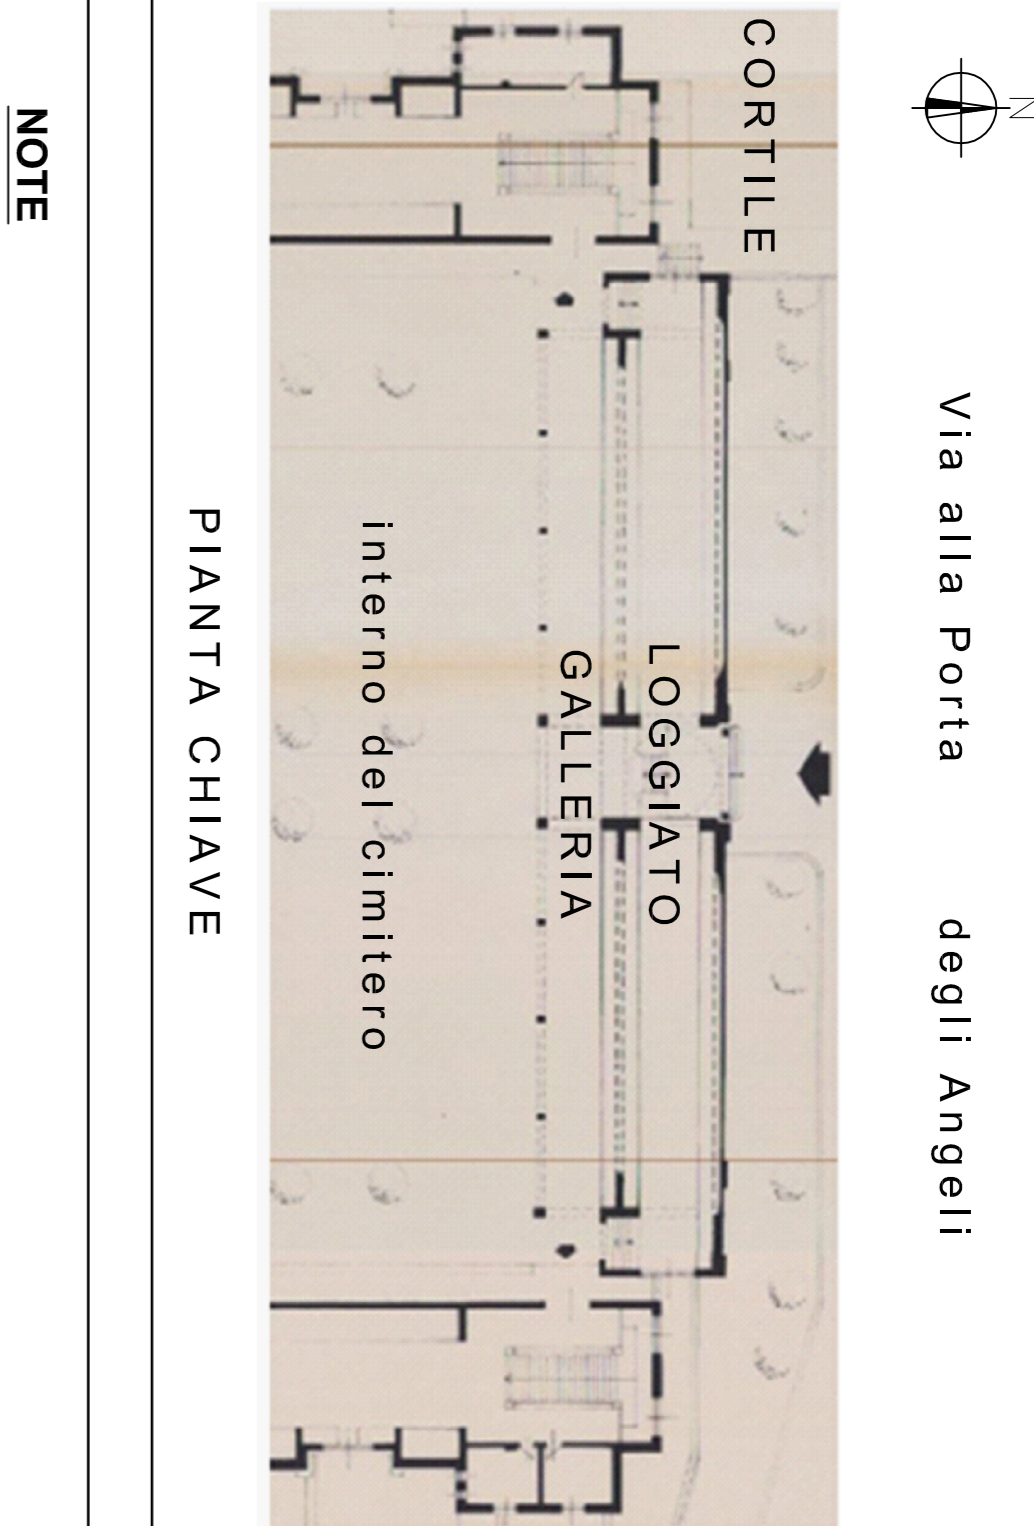 N
Via alla Porta degli Angeli
CORTILE
LOGGIATO
GALLERIA
interno del cimitero
PIANTA CHIAVE
NOTE